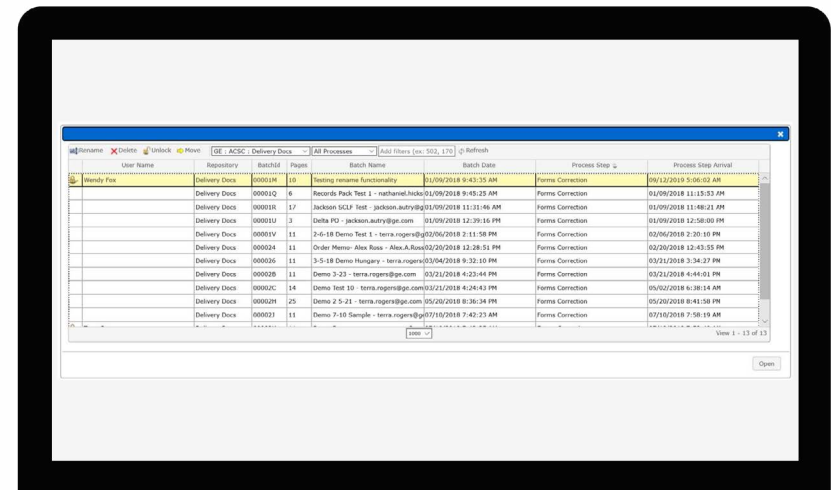 Rename Delete Unlock Move GE : ACSC : Delivery Docs All Processes Add filters (ex: 502, 170 Refresh
User Name Repository BatchId Pages Batch Name Batch Date Process Step Process Step Arrival
Wendy Fox Delivery Docs 00001M 10 Testing rename functionality 01/09/2018 9:43:35 AM Forms Correction 09/12/2019 5:06:02 AM
Delivery Docs 00001Q 6 Records Pack Test 1 - nathaniel.hicks 01/09/2018 9:45:25 AM Forms Correction 01/09/2018 11:15:53 AM
Delivery Docs 00001R 17 Jackson SCLF Test - jackson.autry@g 01/09/2018 11:31:46 AM Forms Correction 01/09/2018 11:48:21 AM
Delivery Docs 00001U 3 Delta PO - jackson.autry@ge.com 01/09/2018 12:39:16 PM Forms Correction 01/09/2018 12:58:00 PM
Delivery Docs 00001V 11 2-6-18 Demo Test 1 - terra.rogers@g 02/06/2018 2:11:58 PM Forms Correction 02/06/2018 2:20:10 PM
Delivery Docs 000024 11 Order Memo- Alex Ross - Alex.A.Ross 02/20/2018 12:28:51 PM Forms Correction 02/20/2018 12:43:55 PM
Delivery Docs 000026 11 3-5-18 Demo Hungary - terra.rogers 03/04/2018 9:32:10 PM Forms Correction 03/21/2018 3:34:27 PM
Delivery Docs 00002B 11 Demo 3-23 - terra.rogers@ge.com 03/21/2018 4:23:44 PM Forms Correction 03/21/2018 4:44:01 PM
Delivery Docs 00002C 14 Demo Test 10 - terra.rogers@ge.com 03/21/2018 4:24:43 PM Forms Correction 05/02/2018 6:38:14 AM
Delivery Docs 00002H 25 Demo 2 5-21 - terra.rogers@ge.com 05/20/2018 8:36:34 PM Forms Correction 05/20/2018 8:41:58 PM
Delivery Docs 00002J 11 Demo 7-10 Sample - terra.rogers@g 07/10/2018 7:42:23 AM Forms Correction 07/10/2018 7:58:19 AM
1000 View 1 - 13 of 13
Open